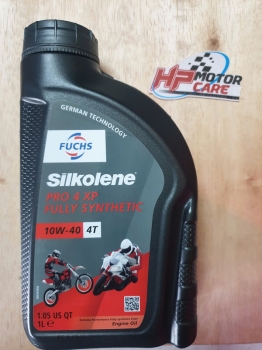 HP MOTOR
CARE
GERMAN TECHNOLOGY
FUCHS
Silkolene
PRO 4 XP
FULLY SYNTHETIC
10W-40 4T
1.05 US QT
1L e
Engine Oil